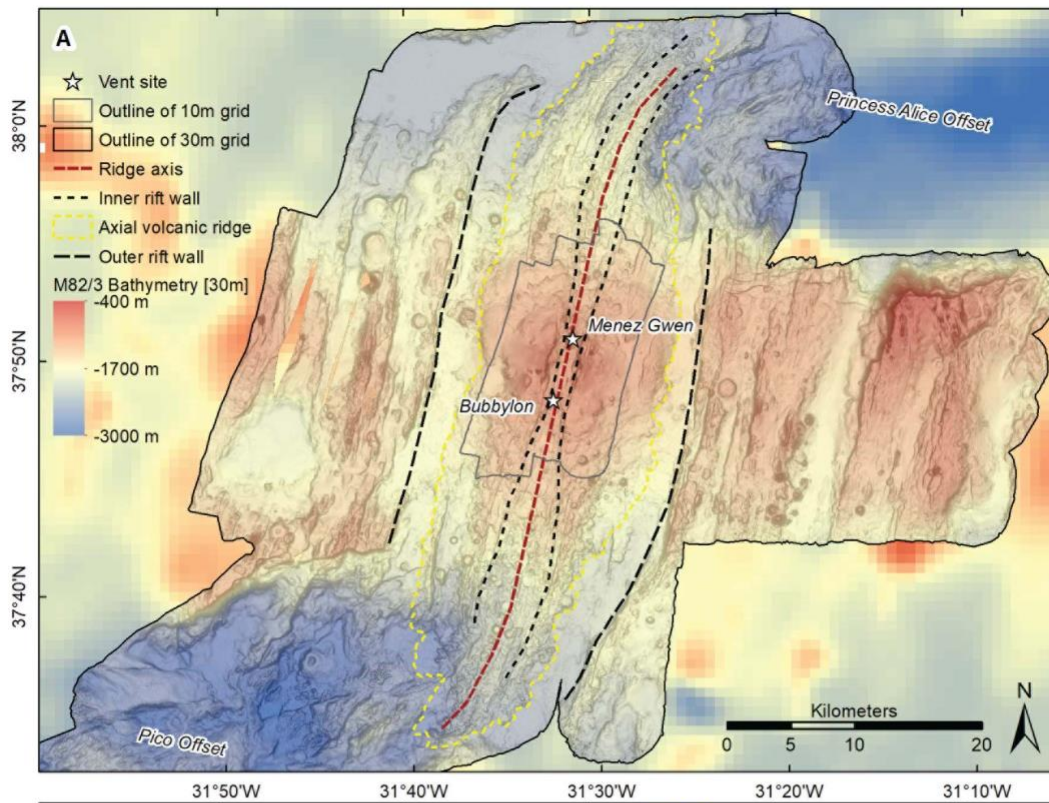 A
Vent site
Outline of 10m grid
Outline of 30m grid
Ridge axis
Inner rift wall
Axial volcanic ridge
Outer rift wall
M82/3 Bathymetry [30m]
-400 m
-1700 m
-3000 m
Princess Alice Offset
Menez Gwen
Bubbylon
Pico Offset
38°0'N
37°50'N
37°40'N
N
Kilometers
0 5 10 20
31°50'W 31°40'W 31°30'W 31°20'W 31°10'W